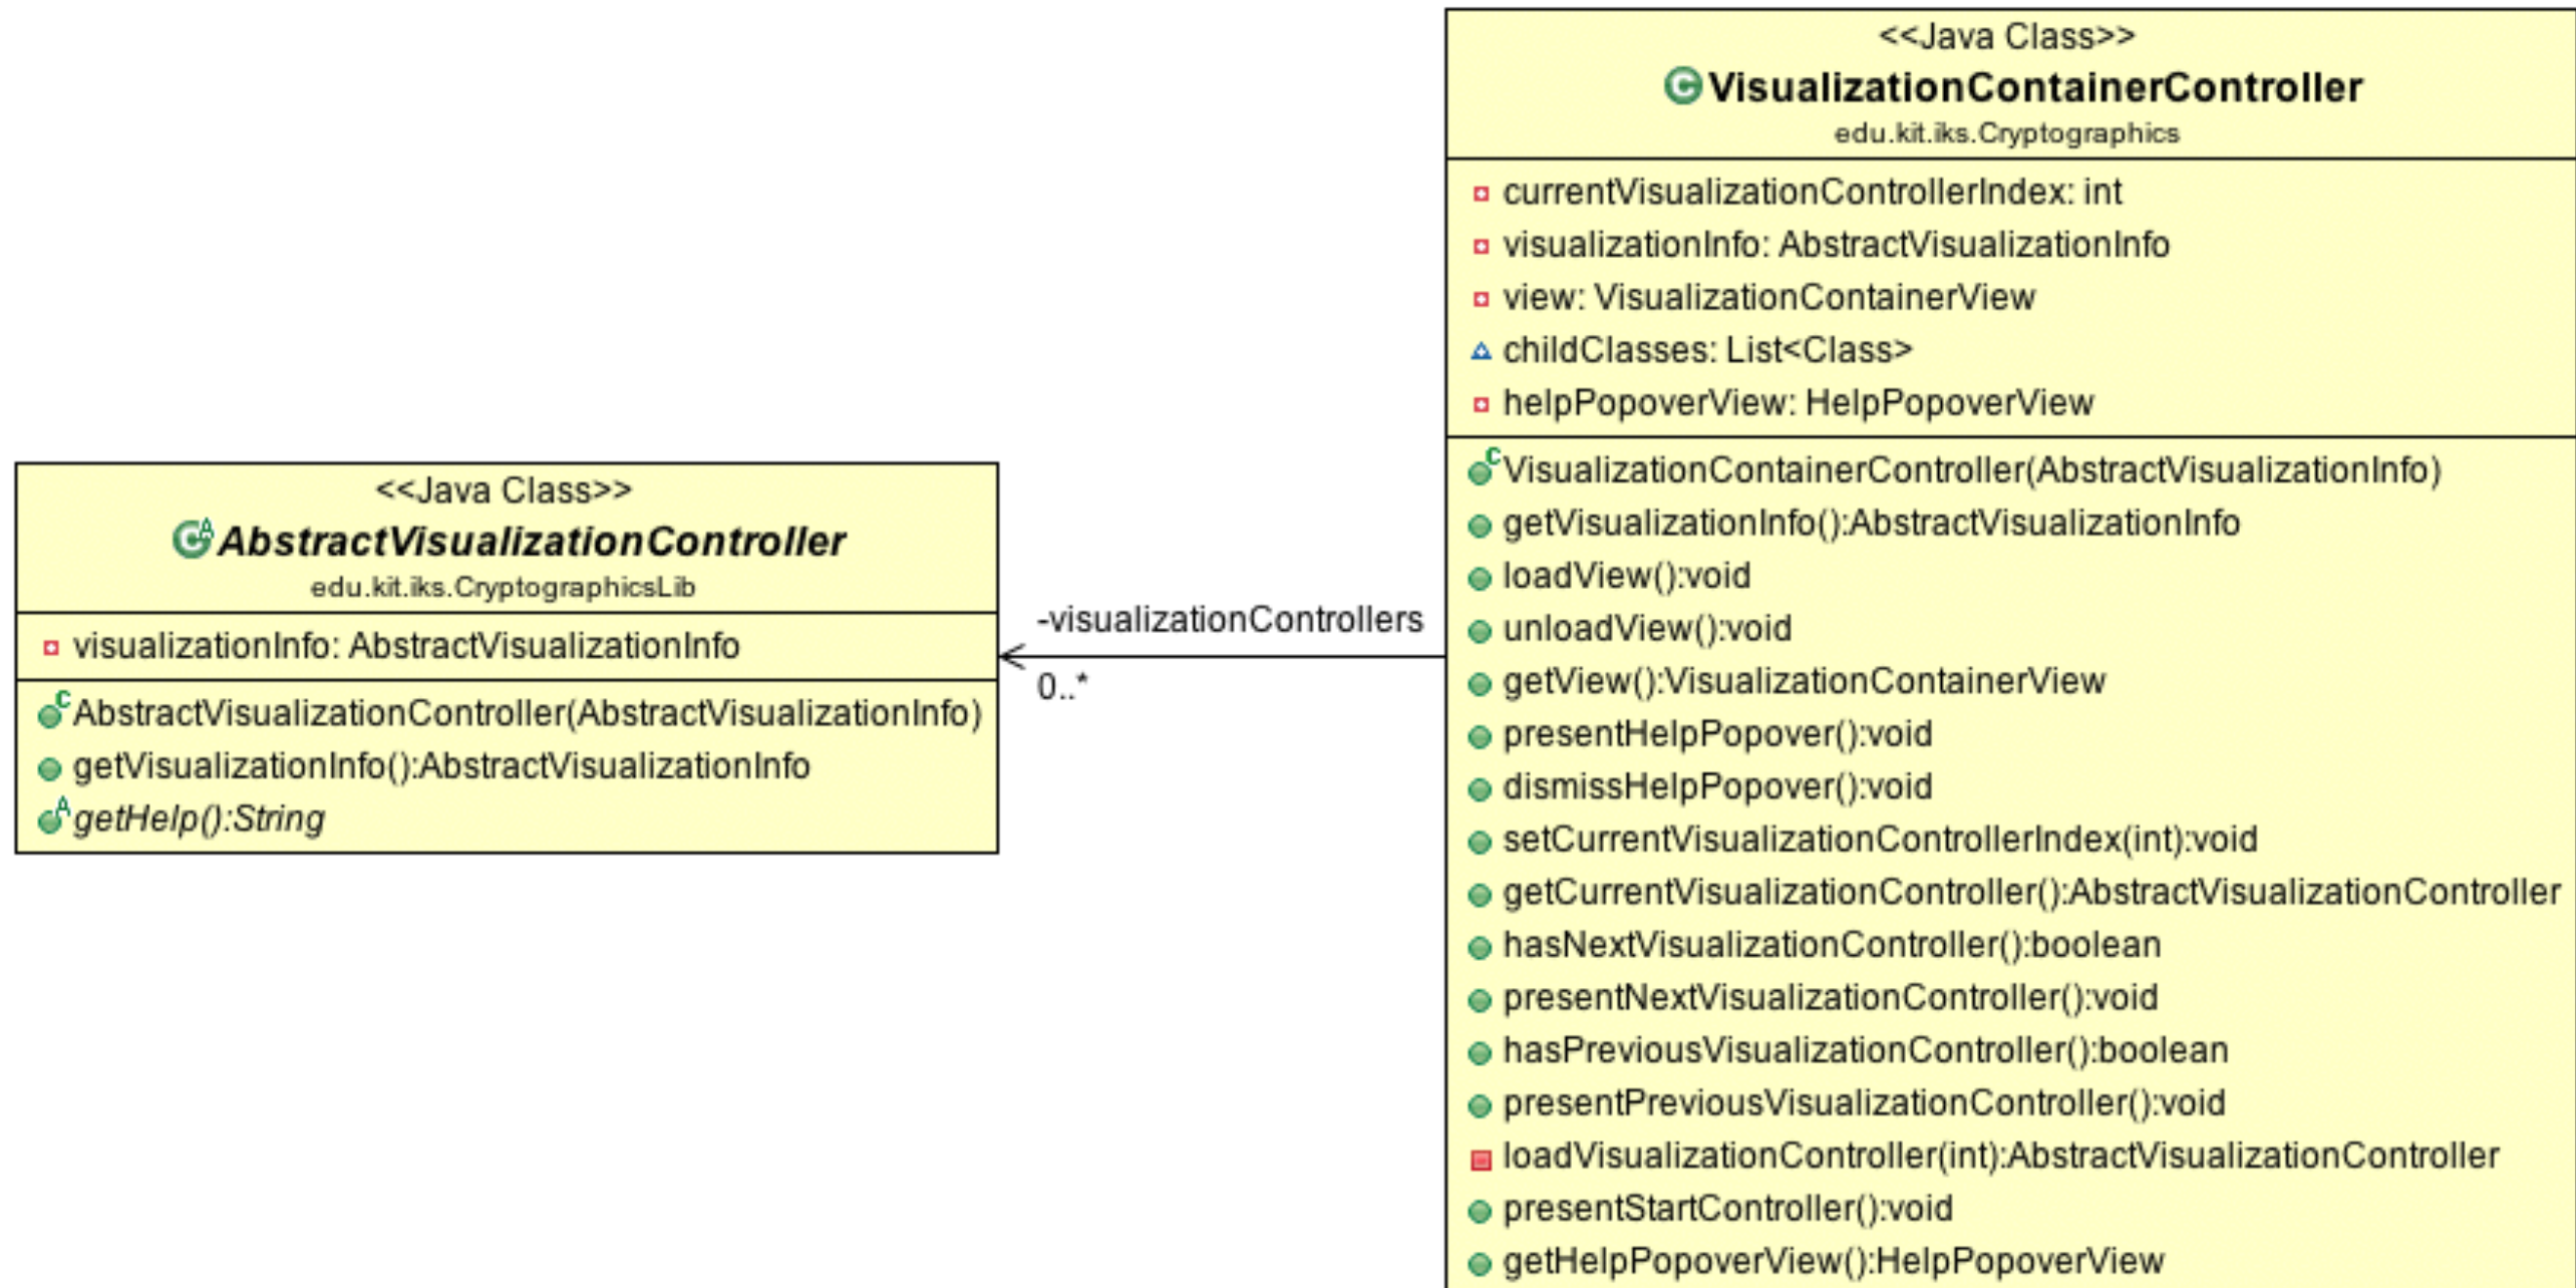 <<Java Class>>
AbstractVisualizationController
edu.kit.iks.CryptographicsLib
visualizationInfo: AbstractVisualizationInfo
AbstractVisualizationController(AbstractVisualizationInfo)
getVisualizationInfo():AbstractVisualizationInfo
getHelp():String
-visualizationControllers
0..*
<<Java Class>>
VisualizationContainerController
edu.kit.iks.Cryptographics
currentVisualizationControllerIndex: int
visualizationInfo: AbstractVisualizationInfo
view: VisualizationContainerView
childClasses: List<Class>
helpPopoverView: HelpPopoverView
VisualizationContainerController(AbstractVisualizationInfo)
getVisualizationInfo():AbstractVisualizationInfo
loadView():void
unloadView():void
getView():VisualizationContainerView
presentHelpPopover():void
dismissHelpPopover():void
setCurrentVisualizationControllerIndex(int):void
getCurrentVisualizationController():AbstractVisualizationController
hasNextVisualizationController():boolean
presentNextVisualizationController():void
hasPreviousVisualizationController():boolean
presentPreviousVisualizationController():void
loadVisualizationController(int):AbstractVisualizationController
presentStartController():void
getHelpPopoverView():HelpPopoverView